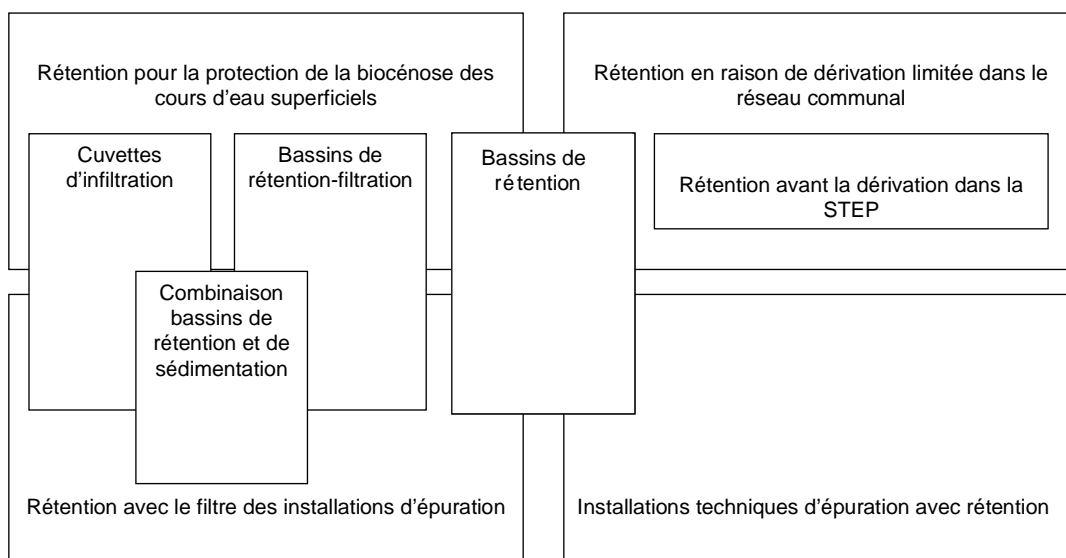 Rétention pour la protection de la biocénose des
cours d'eau superficiels
Rétention en raison de dérivation limitée dans le
réseau communal
Cuvettes
d'infiltration
Bassins de
rétention-filtration
Bassins de
rétention
Rétention avant la dérivation dans la
STEP
Combinaison
bassins de
rétention et de
sédimentation
Rétention avec le filtre des installations d'épuration
Installations techniques d'épuration avec rétention